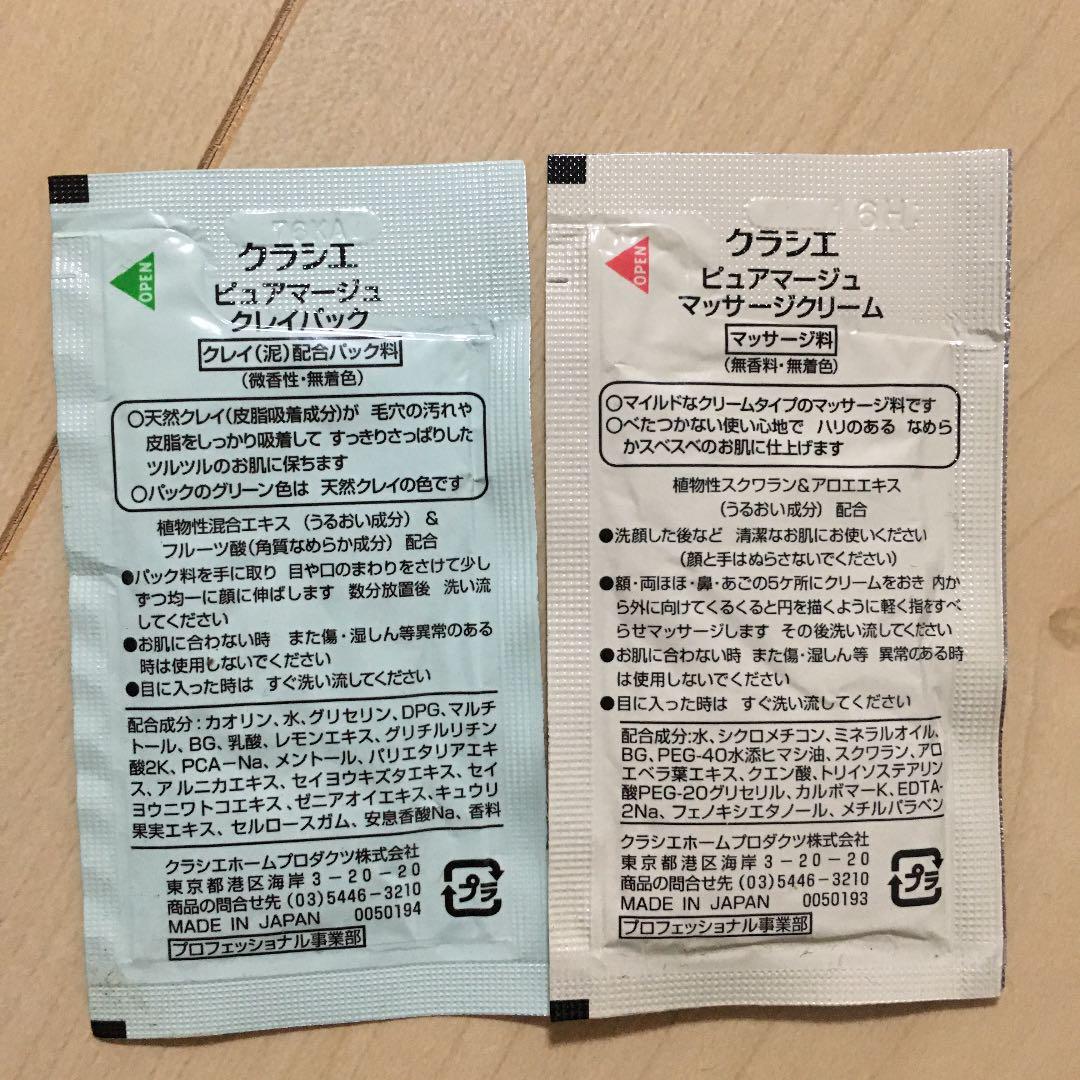 76KA
OPEN
クラシエ
ピュアマージュ
クレイパック
クレイ(泥)配合パック料
(微香性・無着色)
○天然クレイ(皮脂吸着成分)が 毛穴の汚れや
皮脂をしっかり吸着して すっきりさっぱりした
ツルツルのお肌に保ちます
○パックのグリーン色は 天然クレイの色です
植物性混合エキス (うるおい成分) &
フルーツ酸(角質なめらか成分) 配合
●パック料を手に取り 目や口のまわりをさけて少し
ずつ均一に顔に伸ばします 数分放置後 洗い流
してください
●お肌に合わない時 また傷・湿しん等異常のある
時は使用しないでください
●目に入った時は すぐ洗い流してください
配合成分:カオリン、水、グリセリン、DPG、マルチ
トール、BG、乳酸、レモンエキス、グリチルリチン
酸2K、PCA-Na、メントール、パリエタリアエキ
ス、アルニカエキス、セイヨウキズタエキス、セイ
ヨウニワトコエキス、ゼニアオイエキス、キュウリ
果実エキス、セルロースガム、安息香酸Na、香料
クラシエホームプロダクツ株式会社
東京都港区海岸3-20-20
商品の問合せ先 (03)5446-3210
MADE IN JAPAN 0050194
プロフェッショナル事業部
プラ
6H
OPEN
クラシエ
ピュアマージュ
マッサージクリーム
マッサージ料
(無香料・無着色)
○マイルドなクリームタイプのマッサージ料です
○べたつかない使い心地で ハリのある なめら
かスベスベのお肌に仕上げます
植物性スクワラン&アロエエキス
(うるおい成分) 配合
●洗顔した後など 清潔なお肌にお使いください
(顔と手はぬらさないでください)
●額・両ほほ・鼻・あごの5ケ所にクリームをおき 内か
ら外に向けてくるくると円を描くように軽く指をすべ
らせマッサージします その後洗い流してください
●お肌に合わない時 また傷・湿しん等 異常のある時
は使用しないでください
●目に入った時は すぐ洗い流してください
配合成分:水、シクロメチコン、ミネラルオイル、
BG、PEG-40水添ヒマシ油、スクワラン、アロ
エベラ葉エキス、クエン酸、トリイソステアリン
酸PEG-20グリセリル、カルボマーK、EDTA-
2Na、フェノキシエタノール、メチルパラベン
クラシエホームプロダクツ株式会社
東京都港区海岸3-20-20
商品の問合せ先 (03)5446-3210
MADE IN JAPAN 0050193
プロフェッショナル事業部
プラ